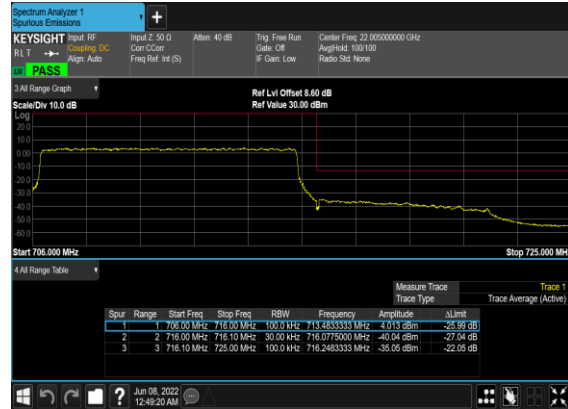 Spectrum Analyzer 1
Spurious Emissions
KEYSIGHT Input: RF Input Z: 50 Ω Atten: 40 dB Trig: Free Run Center Freq: 22.005000000 GHz
RLT Coupling: DC Corr CCorr Gate: Off Avg|Hold: 100/100
Align: Auto Freq Ref: Int (S) IF Gain: Low Radio Std: None
PASS
3 All Range Graph
Ref Lvl Offset 8.60 dB
Scale/Div 10.0 dB Ref Value 30.00 dBm
Log
20.0
10.0
0.00
-10.0
-20.0
-30.0
-40.0
-50.0
-60.0
Start 706.000 MHz Stop 725.000 MH
4 All Range Table
Measure Trace Trace 1
Trace Type Trace Average (Active)
Spur Range Start Freq Stop Freq RBW Frequency Amplitude ΔLimit
1 1 706.00 MHz 716.00 MHz 100.0 kHz 713.4833333 MHz 4.013 dBm -25.99 dB
2 2 716.00 MHz 716.10 MHz 30.00 kHz 716.0775000 MHz -40.04 dBm -27.04 dB
3 3 716.10 MHz 725.00 MHz 100.0 kHz 716.2483333 MHz -35.05 dBm -22.05 dB
? Jun 08, 2022
12:49:20 AM